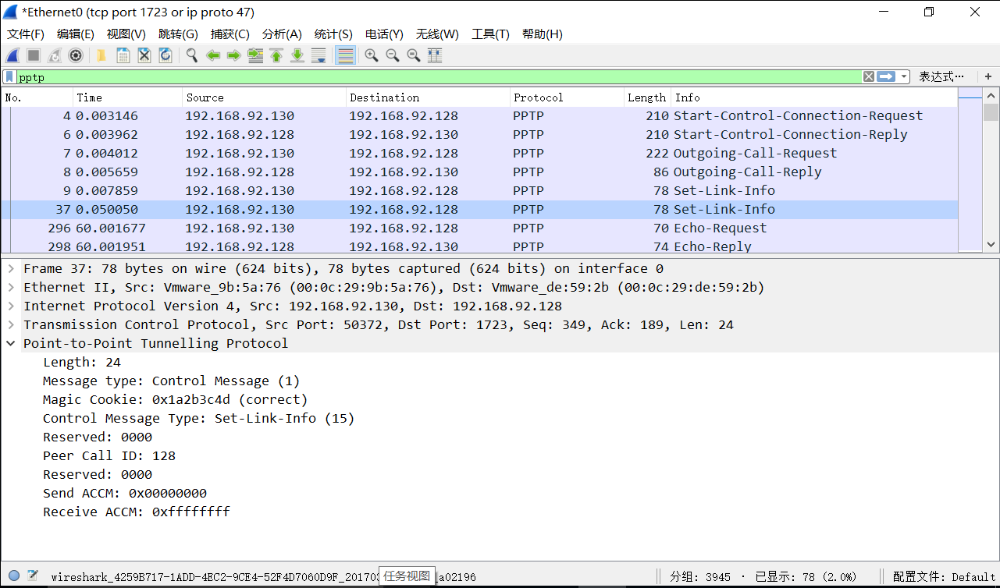 *Ethernet0 (tcp port 1723 or ip proto 47)
文件(F) 编辑(E) 视图(V) 跳转(G) 捕获(C) 分析(A) 统计(S) 电话(Y) 无线(W) 工具(T) 帮助(H)
pptp 表达式… +
No. Time Source Destination Protocol Length Info
4 0.003146 192.168.92.130 192.168.92.128 PPTP 210 Start-Control-Connection-Request
6 0.003962 192.168.92.128 192.168.92.130 PPTP 210 Start-Control-Connection-Reply
7 0.004012 192.168.92.130 192.168.92.128 PPTP 222 Outgoing-Call-Request
8 0.005659 192.168.92.128 192.168.92.130 PPTP 86 Outgoing-Call-Reply
9 0.007859 192.168.92.130 192.168.92.128 PPTP 78 Set-Link-Info
37 0.050050 192.168.92.130 192.168.92.128 PPTP 78 Set-Link-Info
296 60.001677 192.168.92.130 192.168.92.128 PPTP 70 Echo-Request
298 60.001951 192.168.92.128 192.168.92.130 PPTP 74 Echo-Reply
Frame 37: 78 bytes on wire (624 bits), 78 bytes captured (624 bits) on interface 0
Ethernet II, Src: Vmware_9b:5a:76 (00:0c:29:9b:5a:76), Dst: Vmware_de:59:2b (00:0c:29:de:59:2b)
Internet Protocol Version 4, Src: 192.168.92.130, Dst: 192.168.92.128
Transmission Control Protocol, Src Port: 50372, Dst Port: 1723, Seq: 349, Ack: 189, Len: 24
Point-to-Point Tunnelling Protocol
Length: 24
Message type: Control Message (1)
Magic Cookie: 0x1a2b3c4d (correct)
Control Message Type: Set-Link-Info (15)
Reserved: 0000
Peer Call ID: 128
Reserved: 0000
Send ACCM: 0x00000000
Receive ACCM: 0xffffffff
wireshark_4259B717-1ADD-4EC2-9CE4-52F4D7060D9F_20170 任务视图 _a02196 分组: 3945 · 已显示: 78 (2.0%) 配置文件: Default